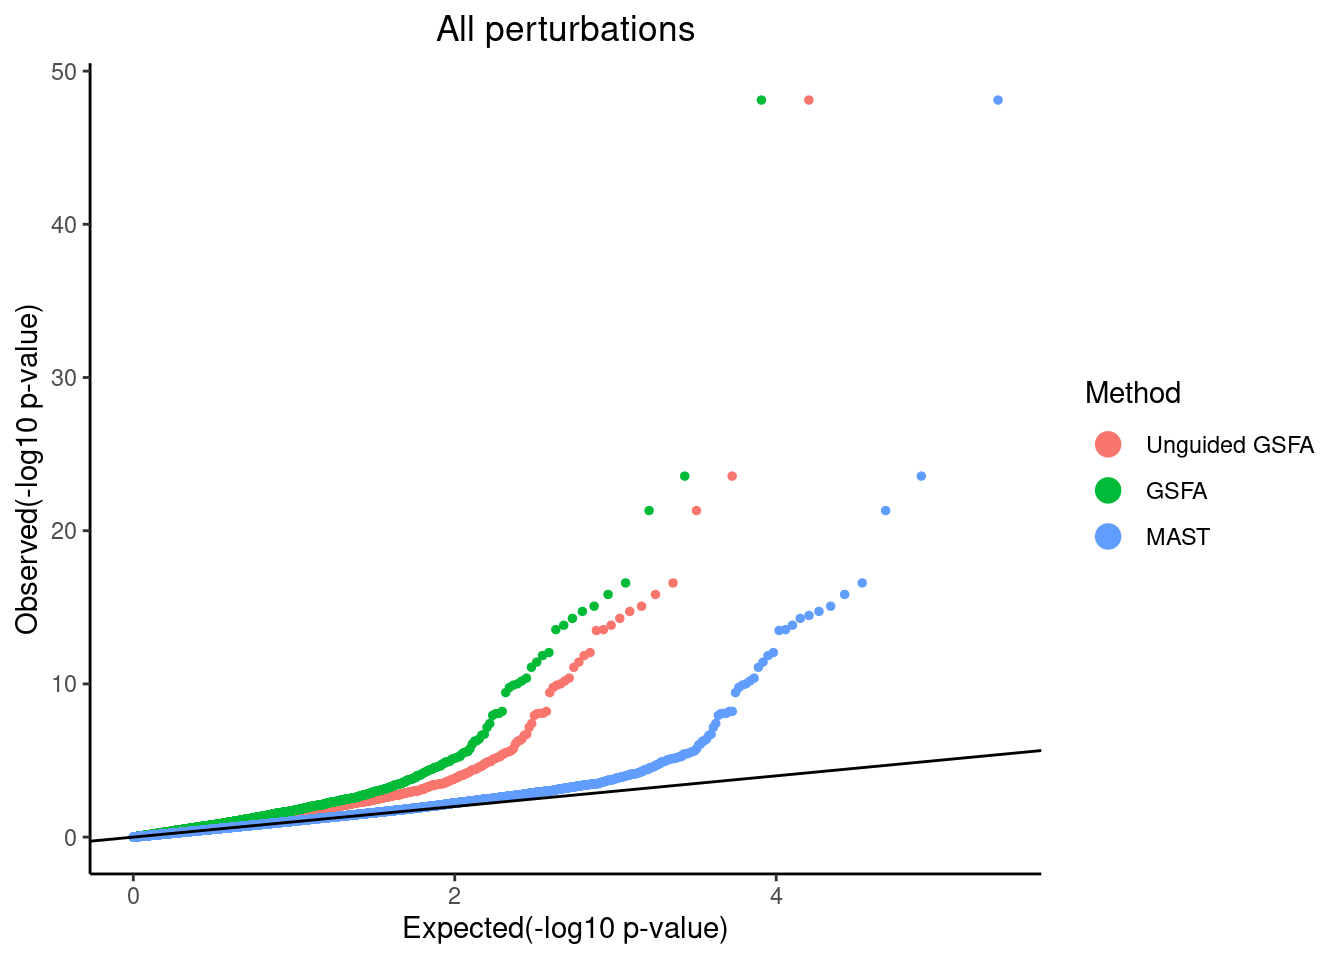 All perturbations
50
40
30
20
10
0
Observed(-log10 p-value)
0
2
4
Expected(-log10 p-value)
Method
Unguided GSFA
GSFA
MAST